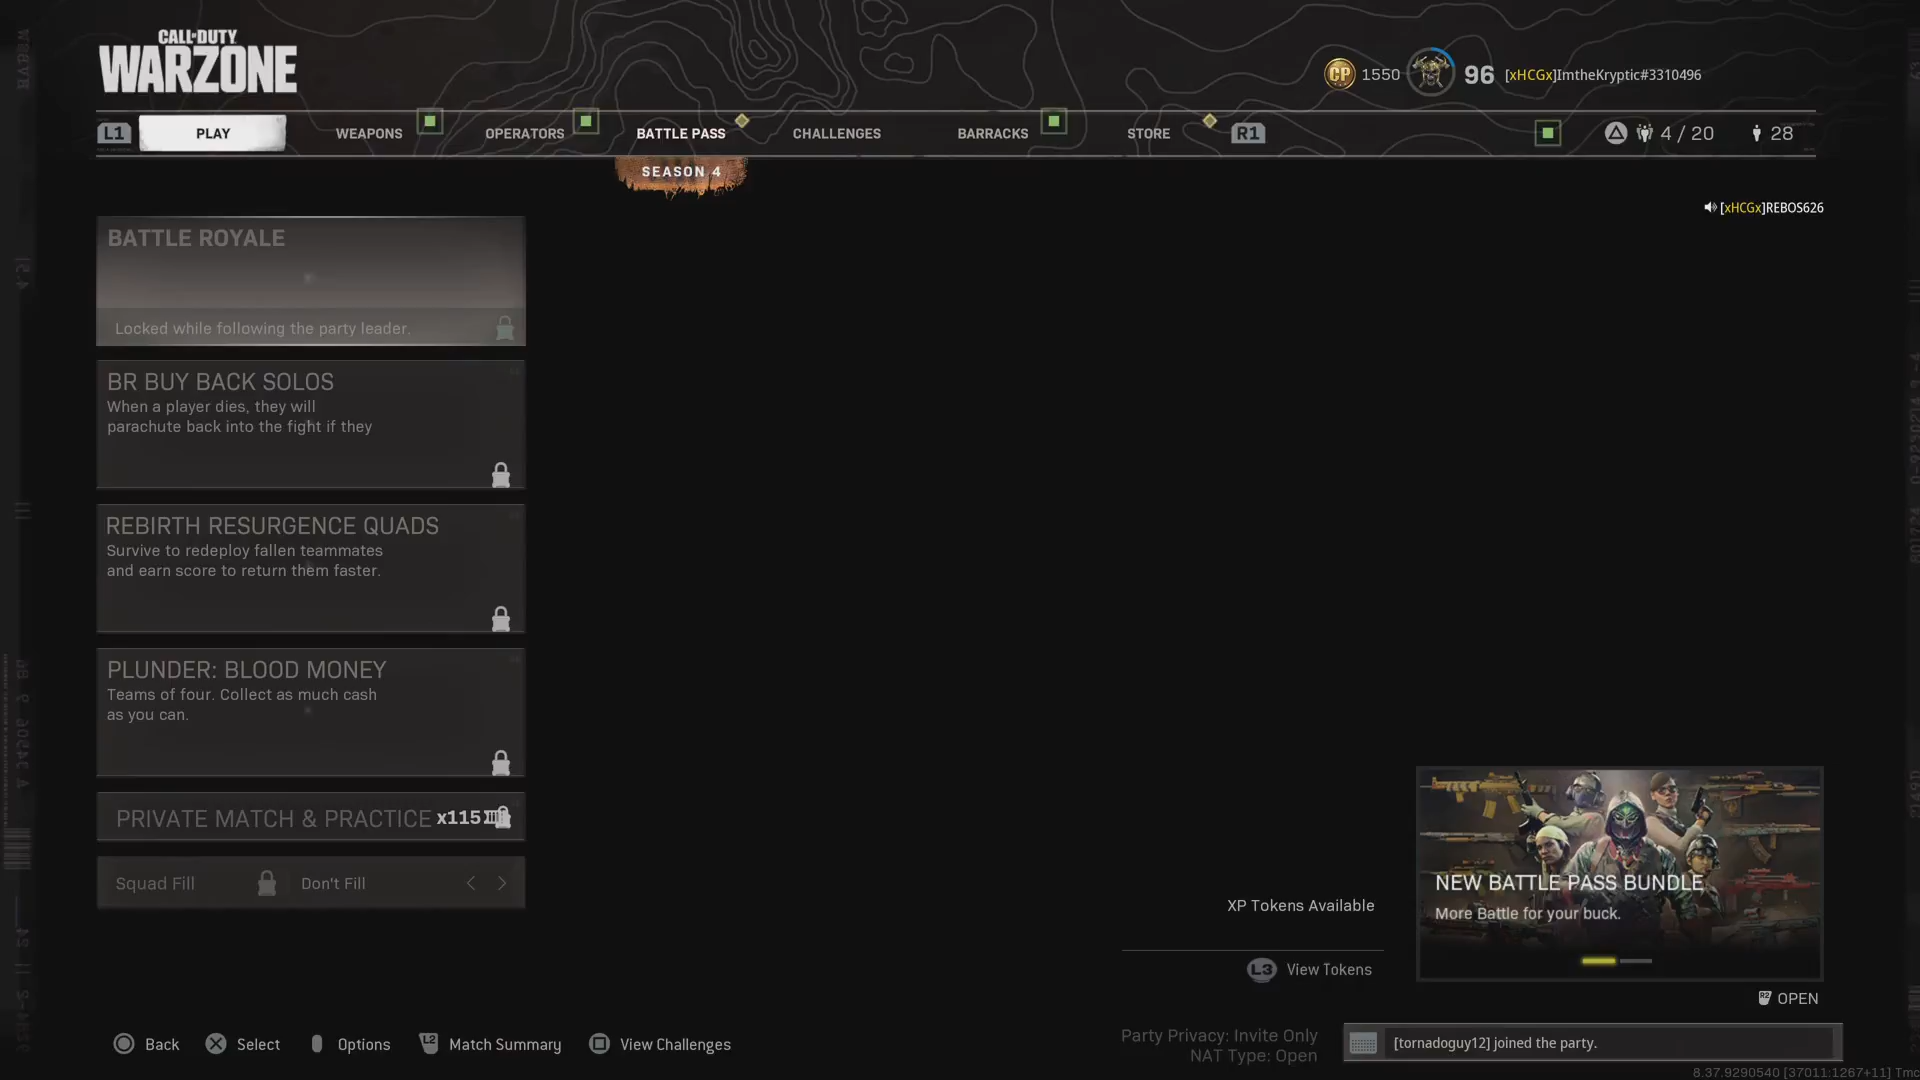 CALL OF DUTY
WARZONE
CP 1550 96 [xHCGx]ImtheKryptic#3310496
L1 PLAY WEAPONS OPERATORS BATTLE PASS CHALLENGES BARRACKS STORE R1 4 / 20 28
SEASON 4
[xHCGx]REBOS626
BATTLE ROYALE
Locked while following the party leader.
BR BUY BACK SOLOS
When a player dies, they will
parachute back into the fight if they
REBIRTH RESURGENCE QUADS
Survive to redeploy fallen teammates
and earn score to return them faster.
PLUNDER: BLOOD MONEY
Teams of four. Collect as much cash
as you can.
PRIVATE MATCH & PRACTICE x115
Squad Fill Don't Fill
NEW BATTLE PASS BUNDLE
More Battle for your buck.
XP Tokens Available
L3 View Tokens
R2 OPEN
Back Select Options L2 Match Summary View Challenges
Party Privacy: Invite Only
NAT Type: Open
[tornadoguy12] joined the party.
8.37.9290540 [37011:1267+11] Tmc